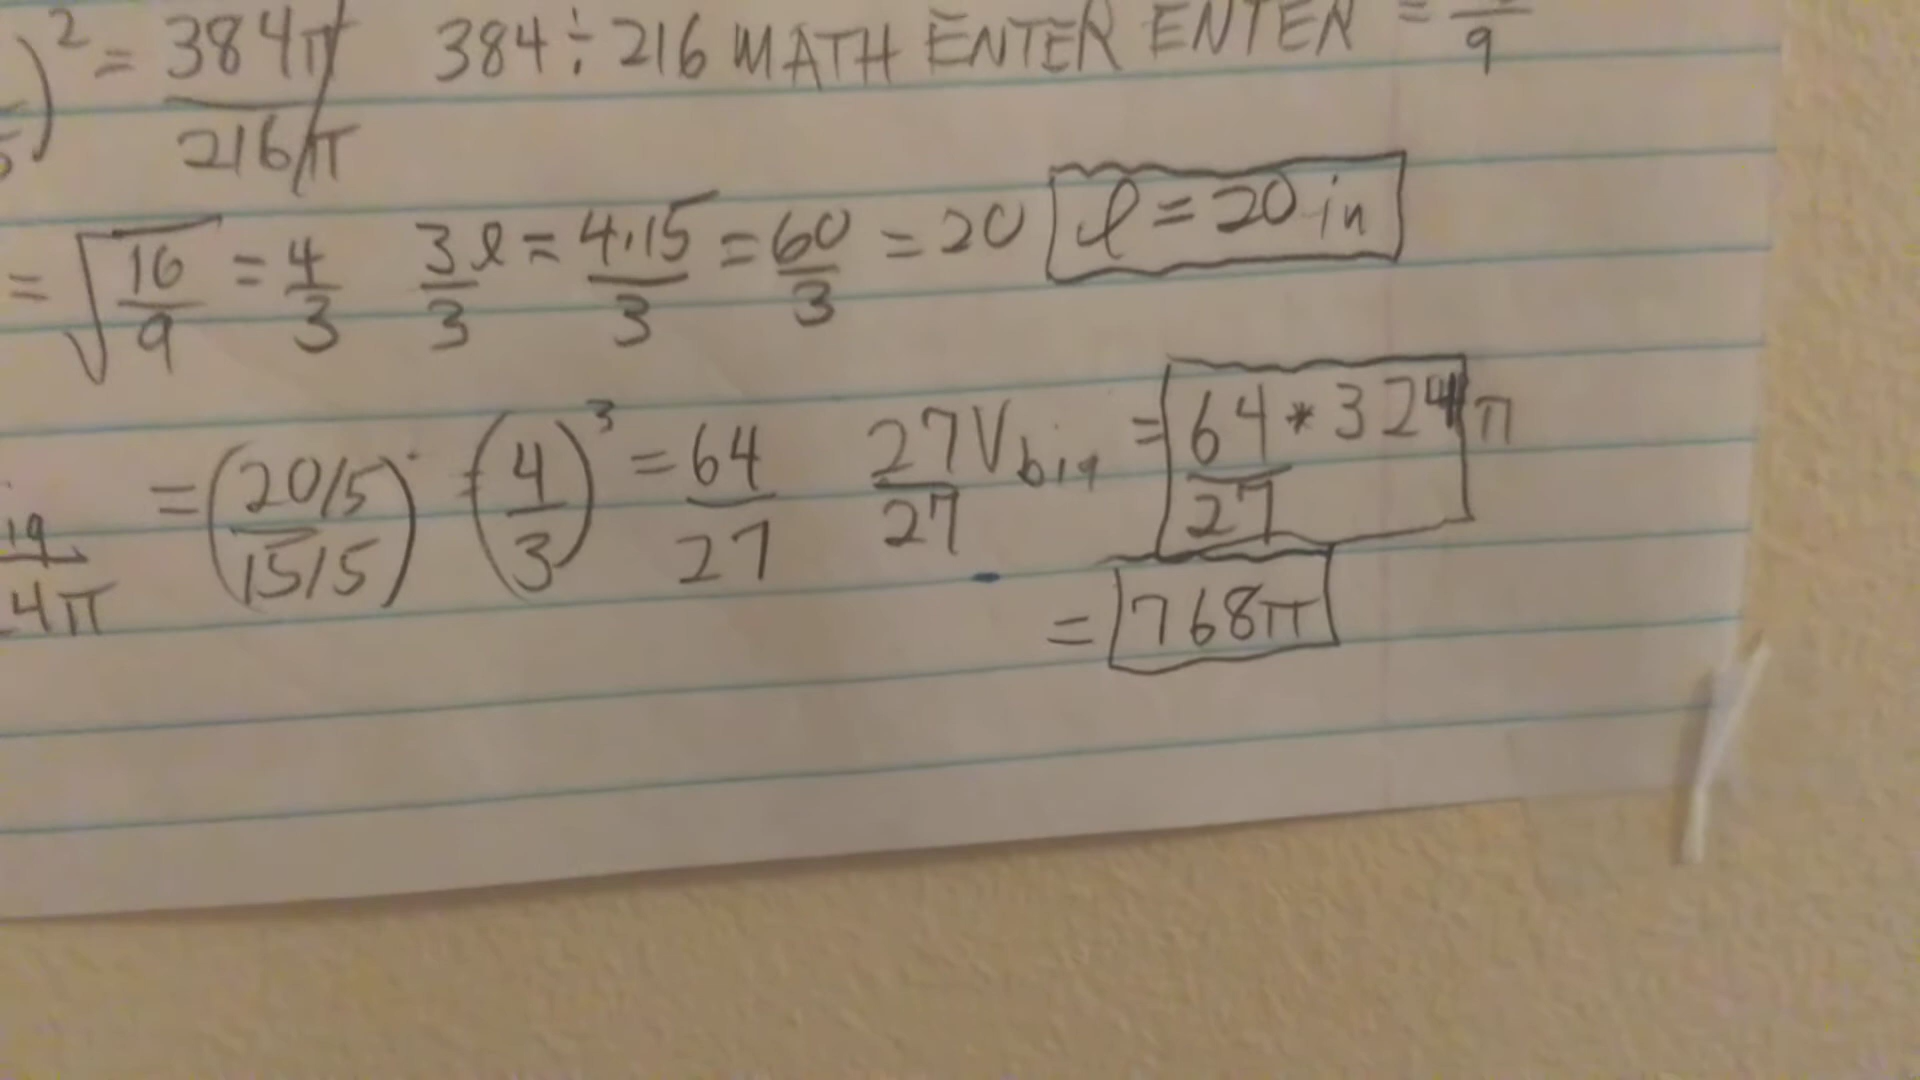 )² = 384π/216π 384 ÷ 216 MATH ENTER ENTER = /9
= √16/9 = 4/3 3ℓ/3 = 4·15/3 = 60/3 = 20 ℓ = 20 in
ig/4π = (20/5/15/5) (4/3)³ = 64/27 27Vbig/27 = 64*324π/27
= 768π